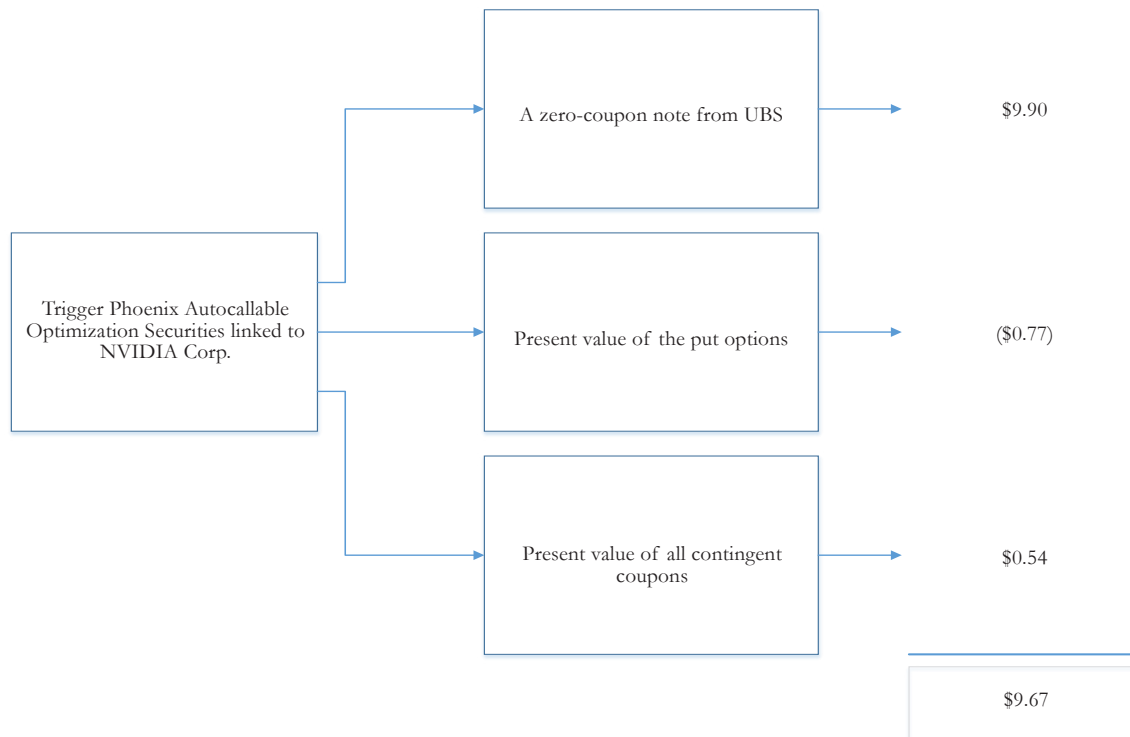 A zero-coupon note from UBS
$9.90
Trigger Phoenix Autocallable
Optimization Securities linked to
NVIDIA Corp.
Present value of the put options
($0.77)
Present value of all contingent
coupons
$0.54
$9.67